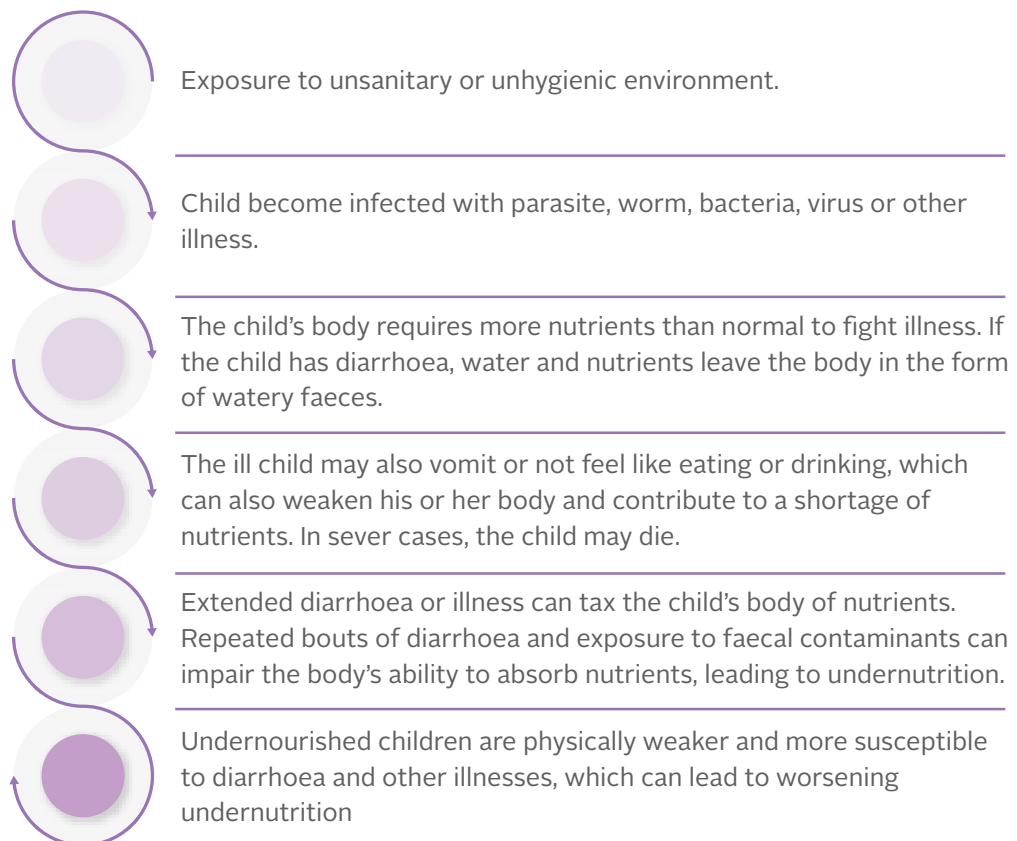 Exposure to unsanitary or unhygienic environment.
Child become infected with parasite, worm, bacteria, virus or other
illness.
The child’s body requires more nutrients than normal to fight illness. If
the child has diarrhoea, water and nutrients leave the body in the form
of watery faeces.
The ill child may also vomit or not feel like eating or drinking, which
can also weaken his or her body and contribute to a shortage of
nutrients. In sever cases, the child may die.
Extended diarrhoea or illness can tax the child’s body of nutrients.
Repeated bouts of diarrhoea and exposure to faecal contaminants can
impair the body’s ability to absorb nutrients, leading to undernutrition.
Undernourished children are physically weaker and more susceptible
to diarrhoea and other illnesses, which can lead to worsening
undernutrition